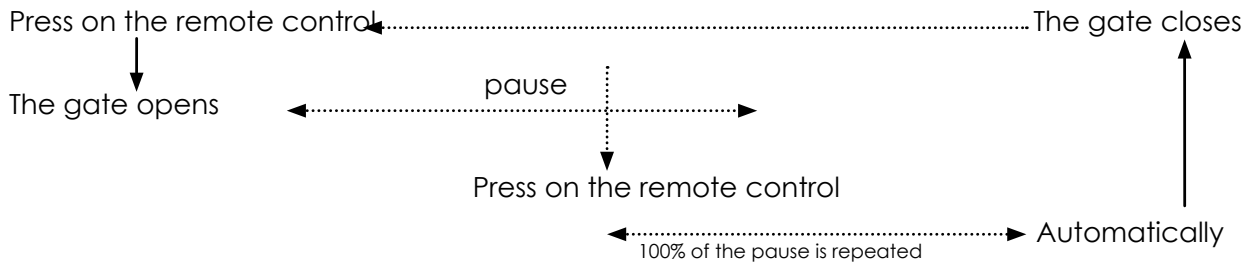 Press on the remote control
The gate closes
pause
The gate opens
Press on the remote control
Automatically
100% of the pause is repeated